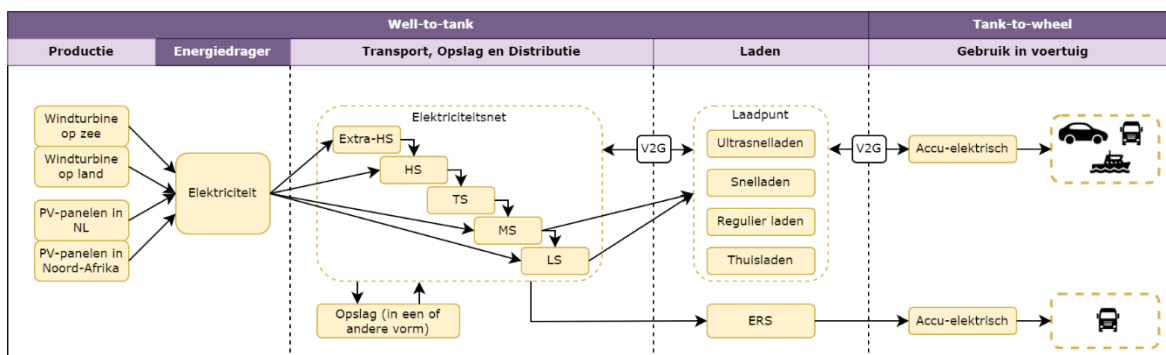 Well-to-tank
Tank-to-wheel
Productie
Energiedrager
Transport, Opslag en Distributie
Laden
Gebruik in voertuig
Windturbine
op zee
Windturbine
op land
PV-panelen in
NL
PV-panelen in
Noord-Afrika
Elektriciteit
Elektriciteitsnet
Extra-HS
HS
TS
MS
LS
Opslag (in een of
andere vorm)
V2G
Laadpunt
Ultrasnelladen
Snelladen
Regulier laden
Thuisladen
ERS
V2G
Accu-elektrisch
Accu-elektrisch